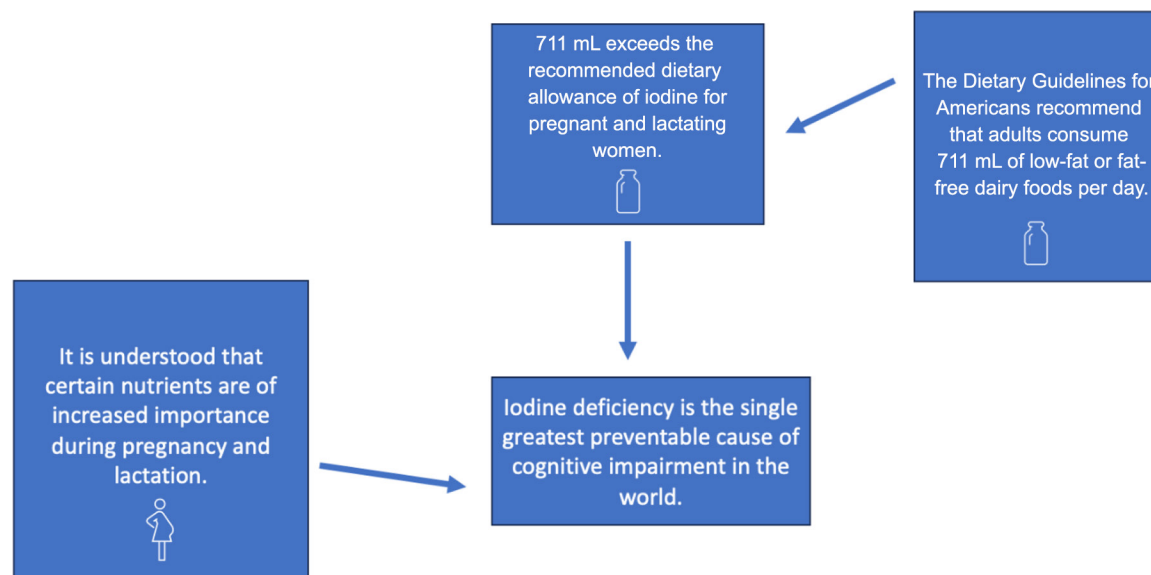 711 mL exceeds the
recommended dietary
allowance of iodine for
pregnant and lactating
women.
The Dietary Guidelines for
Americans recommend
that adults consume
711 mL of low-fat or fat-
free dairy foods per day.
It is understood that
certain nutrients are of
increased importance
during pregnancy and
lactation.
Iodine deficiency is the single
greatest preventable cause of
cognitive impairment in the
world.